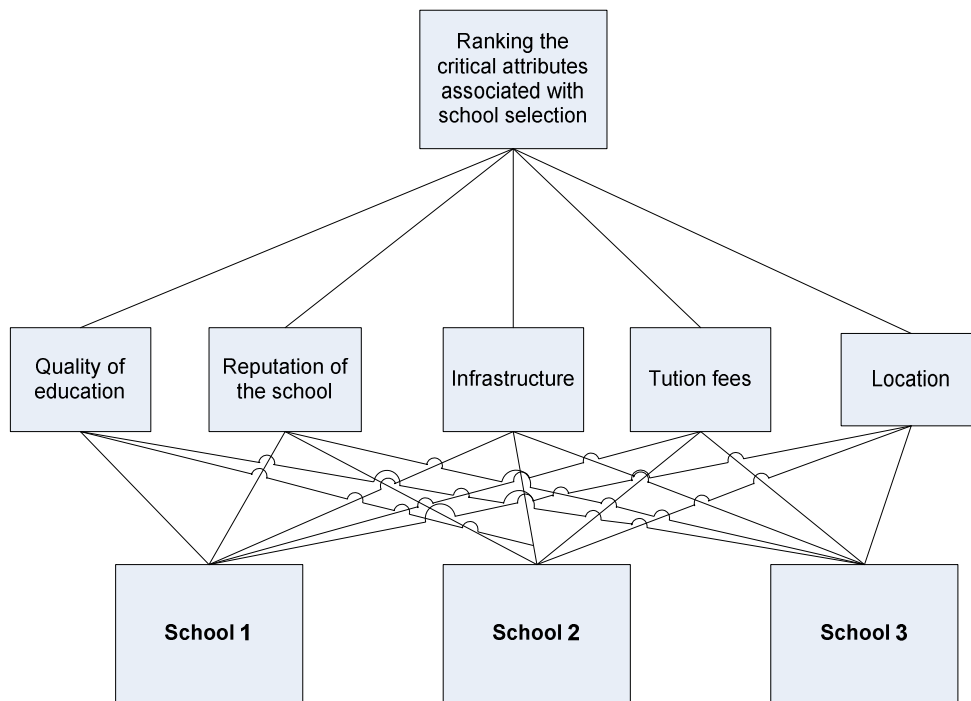 Ranking the
critical attributes
associated with
school selection
Quality of
education
Reputation of
the school
Infrastructure
Tution fees
Location
School 1
School 2
School 3